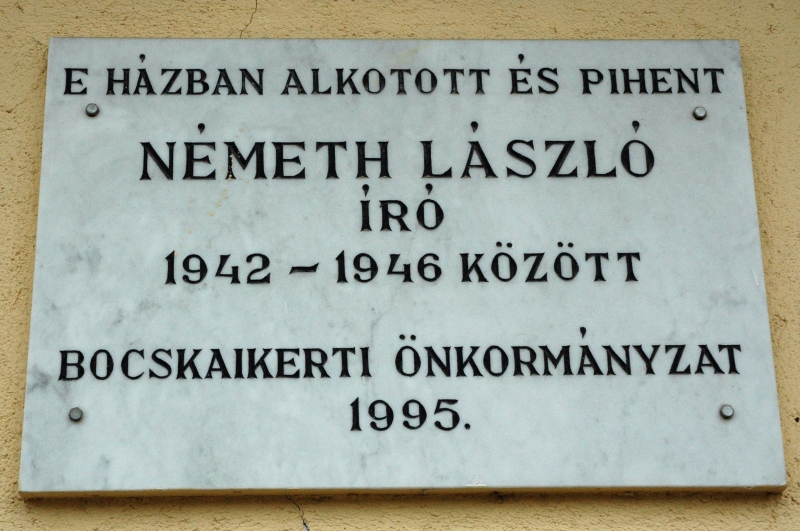 E HÁZBAN ALKOTOTT ÉS PIHENT
NÉMETH LÁSZLÓ
ÍRÓ
1942 – 1946 KÖZÖTT
BOCSKAIKERTI ÖNKORMÁNYZAT
1995.